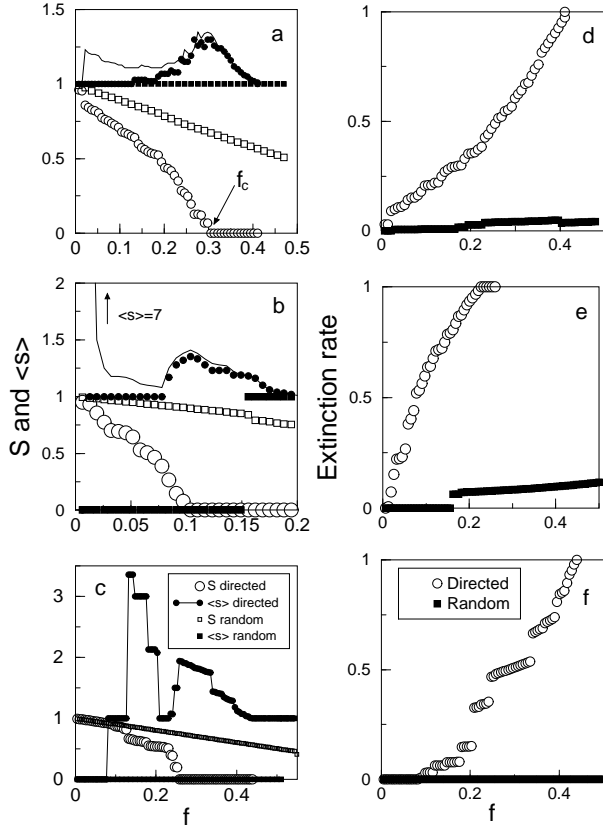 1.5
1
0.5
0
a
f_c
0 0.1 0.2 0.3 0.4 0.5
d
1
0.5
0
0 0.2 0.4
S and <s>
2
1.5
1
0.5
0
b
<s>=7
0 0.05 0.1 0.15 0.2
Extinction rate
e
1
0.5
0
0 0.2 0.4
3
2
1
0
c
S directed
<s> directed
S random
<s> random
0 0.2 0.4
f
f
1
0.5
0
Directed
Random
0 0.2 0.4
f